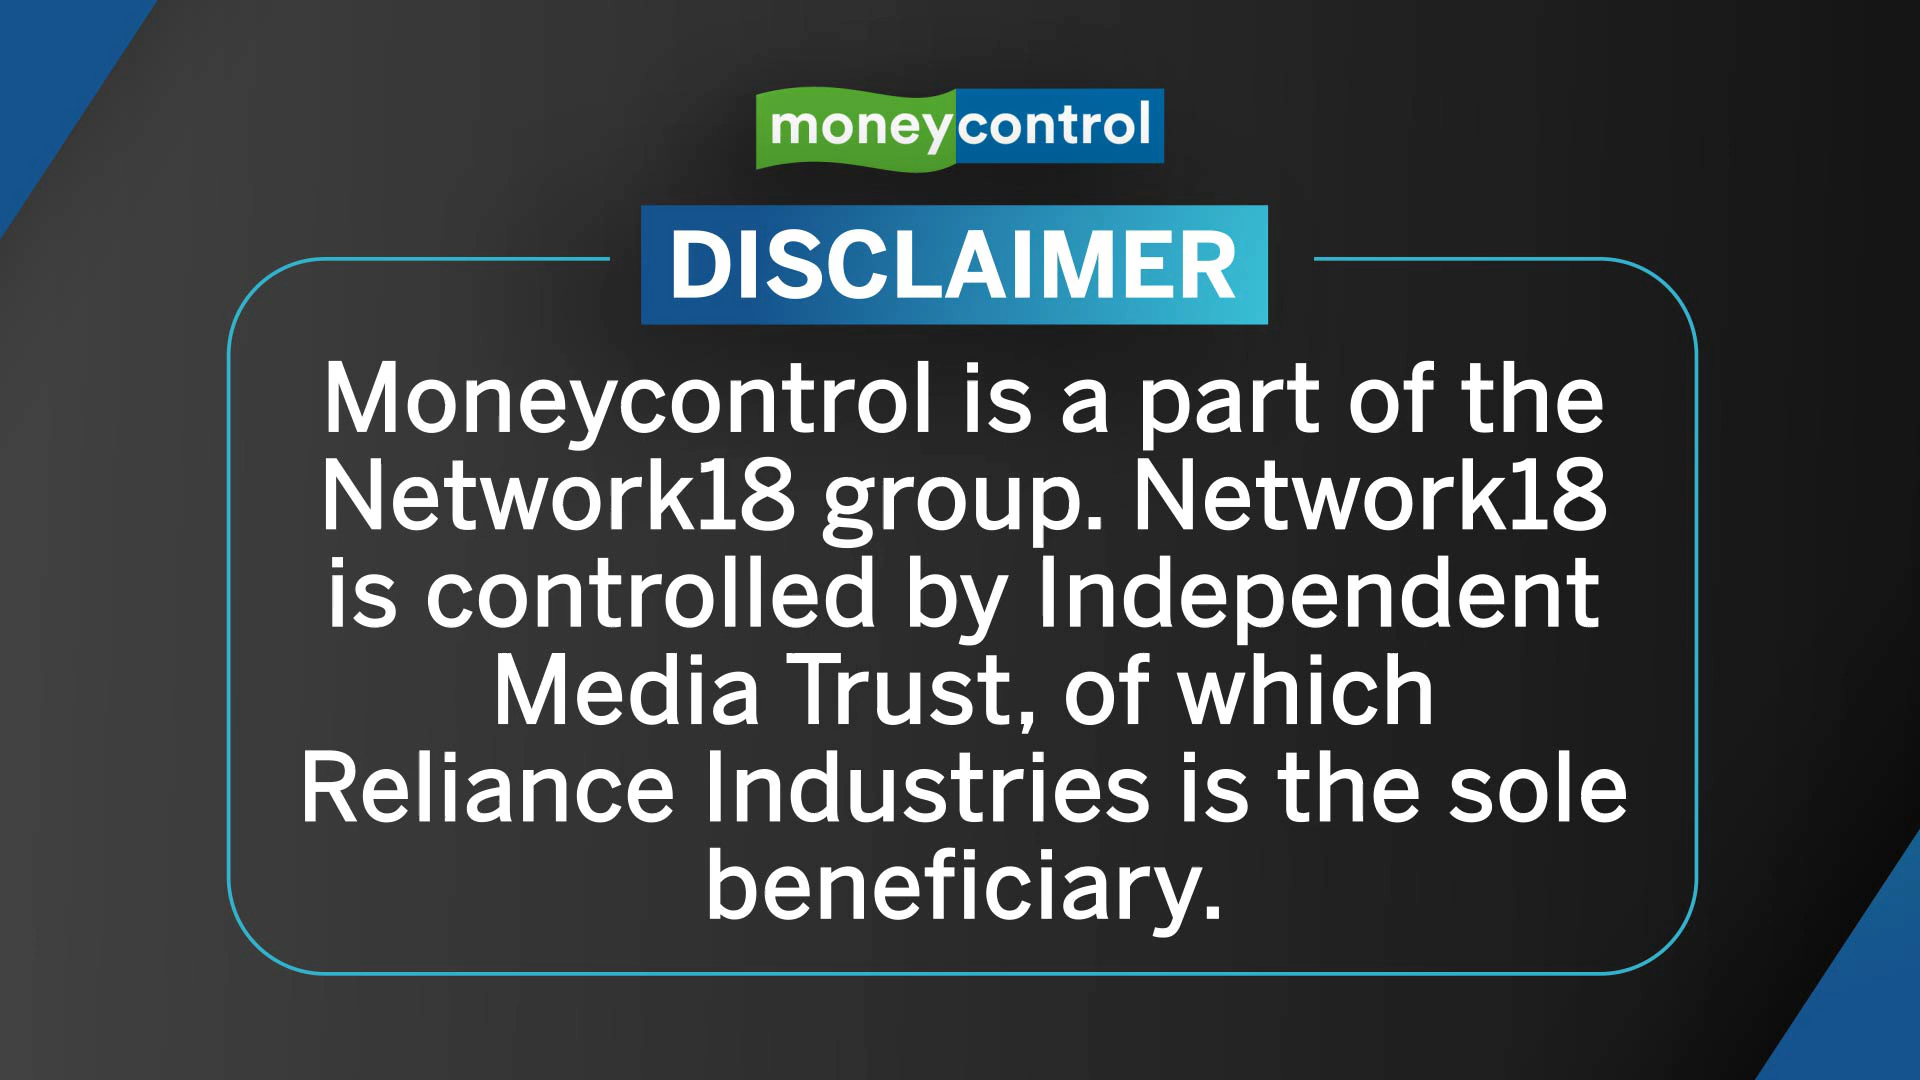 moneycontrol
DISCLAIMER
Moneycontrol is a part of the
Network18 group. Network18
is controlled by Independent
Media Trust, of which
Reliance Industries is the sole
beneficiary.